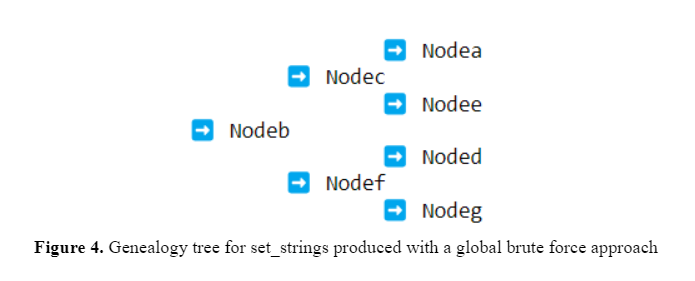 Nodea
Nodec
Nodee
Nodeb
Noded
Nodef
Nodeg
Figure 4. Genealogy tree for set_strings produced with a global brute force approach